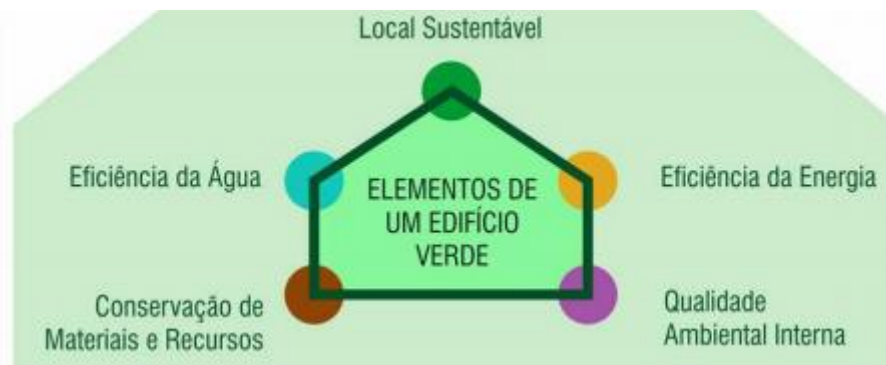 Local Sustentável
Eficiência da Água
ELEMENTOS DE
UM EDIFÍCIO
VERDE
Eficiência da Energia
Conservação de
Materiais e Recursos
Qualidade
Ambiental Interna